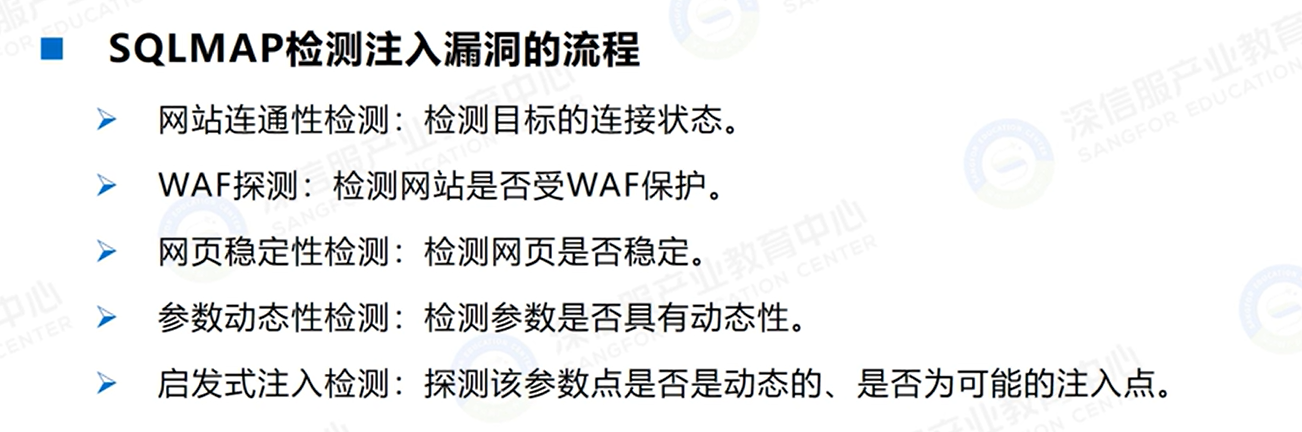 SQLMAP检测注入漏洞的流程
网站连通性检测：检测目标的连接状态。
WAF探测：检测网站是否受WAF保护。
网页稳定性检测：检测网页是否稳定。
参数动态性检测：检测参数是否具有动态性。
启发式注入检测：探测该参数点是否是动态的、是否为可能的注入点。
深信服产业教育中心
SANGFOR EDUCATION CENTER